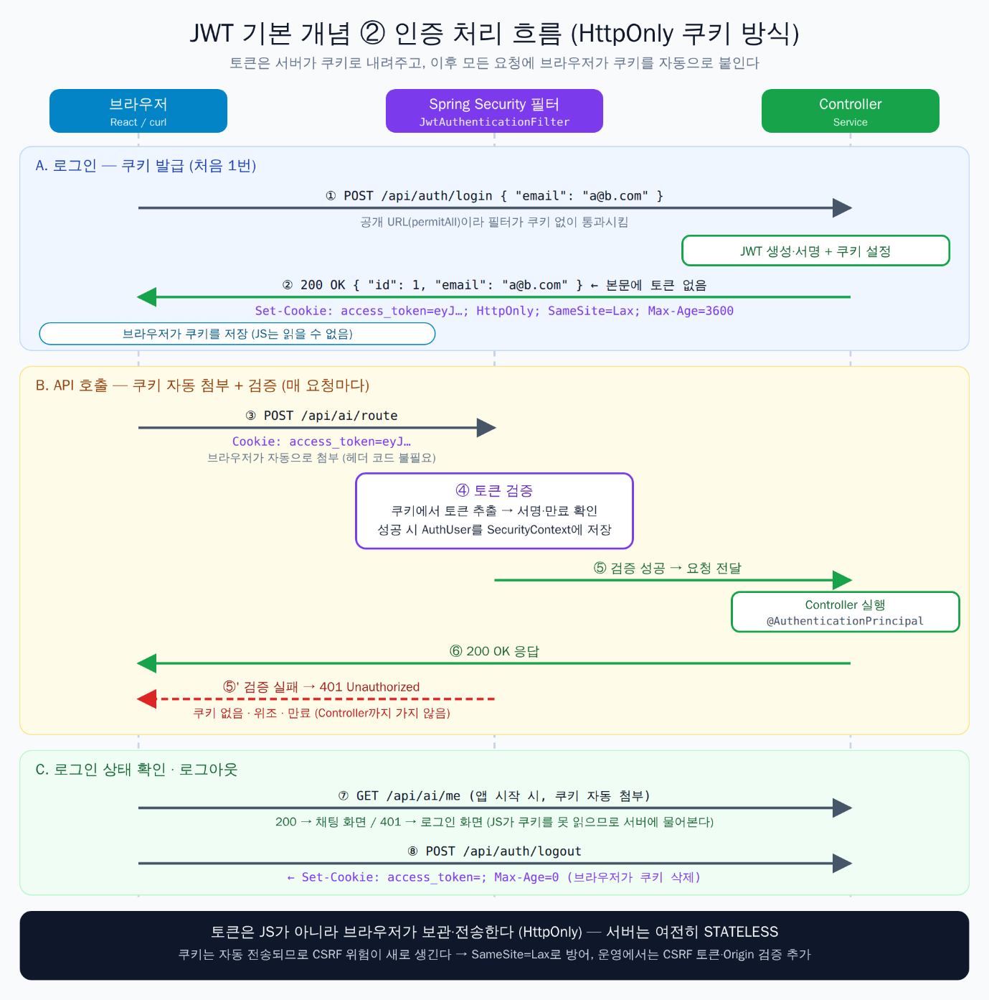 JWT 기본 개념 ② 인증 처리 흐름 (HttpOnly 쿠키 방식)
토큰은 서버가 쿠키로 내려주고, 이후 모든 요청에 브라우저가 쿠키를 자동으로 붙인다
브라우저
React / curl
Spring Security 필터
JwtAuthenticationFilter
Controller
Service
A. 로그인 — 쿠키 발급 (처음 1번)
① POST /api/auth/login { "email": "a@b.com" }
공개 URL(permitAll)이라 필터가 쿠키 없이 통과시킴
JWT 생성·서명 + 쿠키 설정
② 200 OK { "id": 1, "email": "a@b.com" } ← 본문에 토큰 없음
Set-Cookie: access_token=eyJ…; HttpOnly; SameSite=Lax; Max-Age=3600
브라우저가 쿠키를 저장 (JS는 읽을 수 없음)
B. API 호출 — 쿠키 자동 첨부 + 검증 (매 요청마다)
③ POST /api/ai/route
Cookie: access_token=eyJ…
브라우저가 자동으로 첨부 (헤더 코드 불필요)
④ 토큰 검증
쿠키에서 토큰 추출 → 서명·만료 확인
성공 시 AuthUser를 SecurityContext에 저장
⑤ 검증 성공 → 요청 전달
Controller 실행
@AuthenticationPrincipal
⑥ 200 OK 응답
⑤' 검증 실패 → 401 Unauthorized
쿠키 없음 · 위조 · 만료 (Controller까지 가지 않음)
C. 로그인 상태 확인 · 로그아웃
⑦ GET /api/ai/me (앱 시작 시, 쿠키 자동 첨부)
200 → 채팅 화면 / 401 → 로그인 화면 (JS가 쿠키를 못 읽으므로 서버에 물어본다)
⑧ POST /api/auth/logout
← Set-Cookie: access_token=; Max-Age=0 (브라우저가 쿠키 삭제)
토큰은 JS가 아니라 브라우저가 보관·전송한다 (HttpOnly) — 서버는 여전히 STATELESS
쿠키는 자동 전송되므로 CSRF 위험이 새로 생긴다 → SameSite=Lax로 방어, 운영에서는 CSRF 토큰·Origin 검증 추가